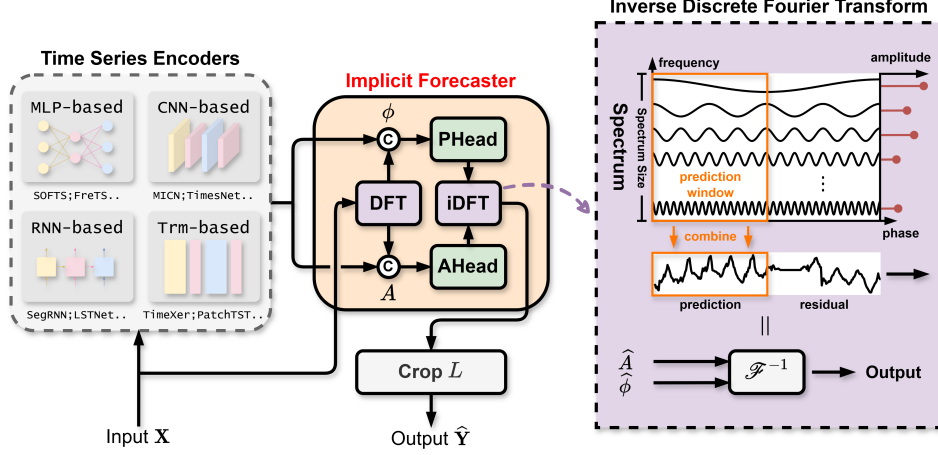 Inverse Discrete Fourier Transform
Time Series Encoders
Implicit Forecaster
MLP-based
CNN-based
SOFTS;FreTS..
MICN;TimesNet..
RNN-based
Trm-based
SegRNN;LSTNet..
TimeXer;PatchTST..
ϕ
C
PHead
DFT
iDFT
C
AHead
A
Crop L
Input X
Output Ŷ
frequency
amplitude
Spectrum
Spectrum Size
prediction
window
⋮
phase
combine
prediction
residual
||
Â
ϕ̂
ℱ⁻¹
Output